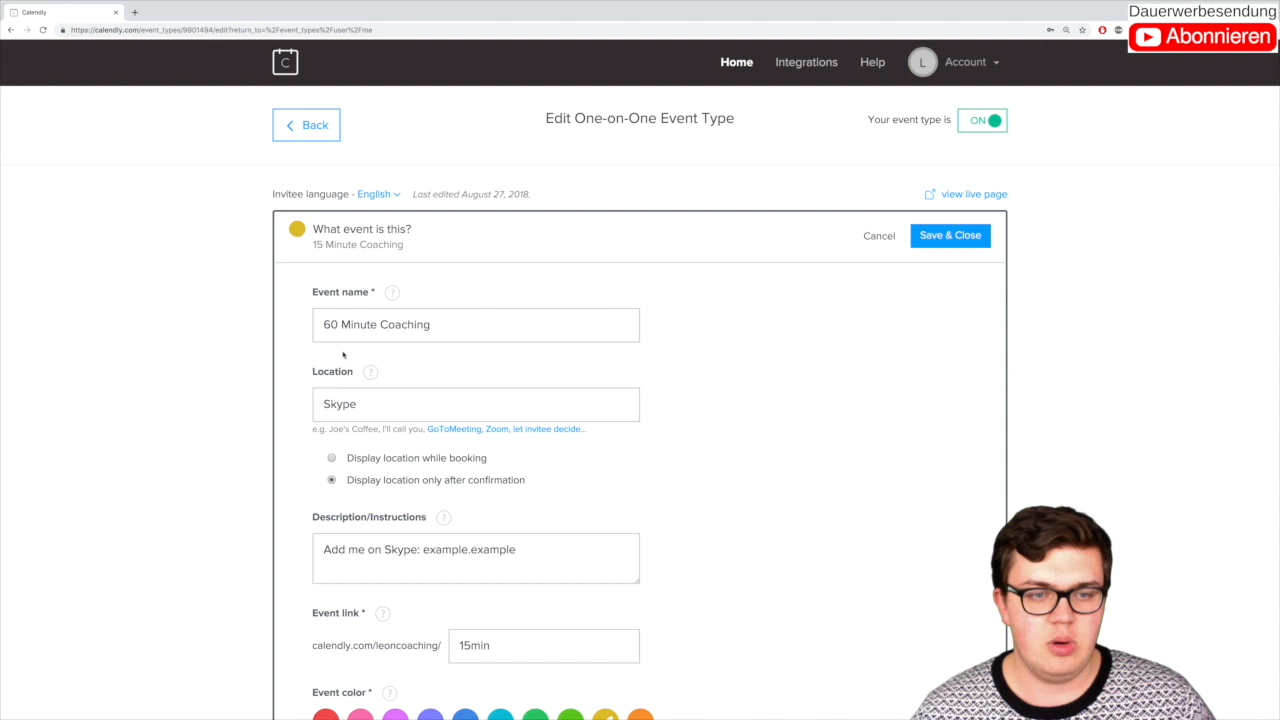 Calendly
https://calendly.com/event_types/9901494/edit?return_to=%2Fevent_types%2Fuser%2Fme
Dauerwerbesendung
Abonnieren
C
Home
Integrations
Help
L
Account
Back
Edit One-on-One Event Type
Your event type is
ON
Invitee language - English
Last edited August 27, 2018.
view live page
What event is this?
15 Minute Coaching
Cancel
Save & Close
Event name * ?
60 Minute Coaching
Location ?
Skype
e.g. Joe's Coffee, I'll call you, GoToMeeting, Zoom, let invitee decide...
Display location while booking
Display location only after confirmation
Description/Instructions ?
Add me on Skype: example.example
Event link * ?
calendly.com/leoncoaching/
15min
Event color * ?